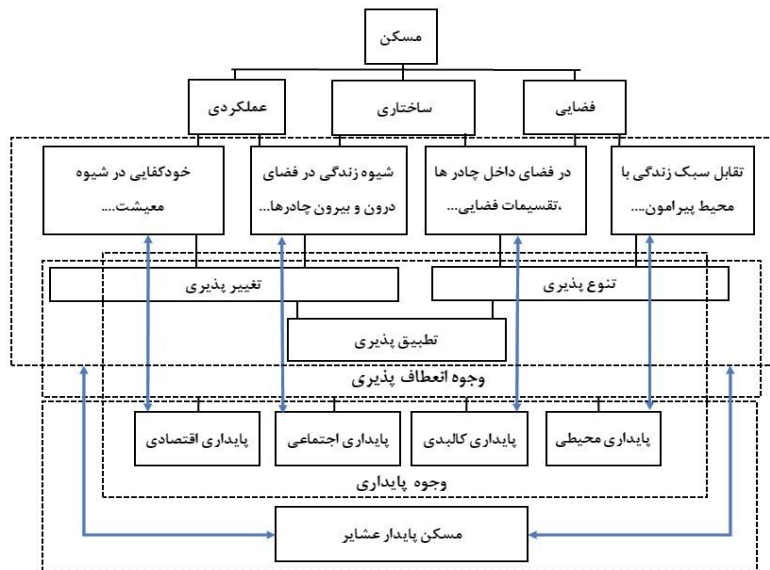 مسکن
فضایی
ساختاری
عملکردی
تقابل سبک زندگی با
محیط پیرامون....
در فضای داخل چادر ها
،تقسیمات فضایی...
شیوه زندگی در فضای
درون و بیرون چادرها...
خودکفایی در شیوه
معیشت....
تنوع پذیری
تغییر پذیری
تطبیق پذیری
وجوه انعطاف پذیری
پایداری محیطی
پایداری کالبدی
پایداری اجتماعی
پایداری اقتصادی
وجوه پایداری
مسکن پایدار عشایر